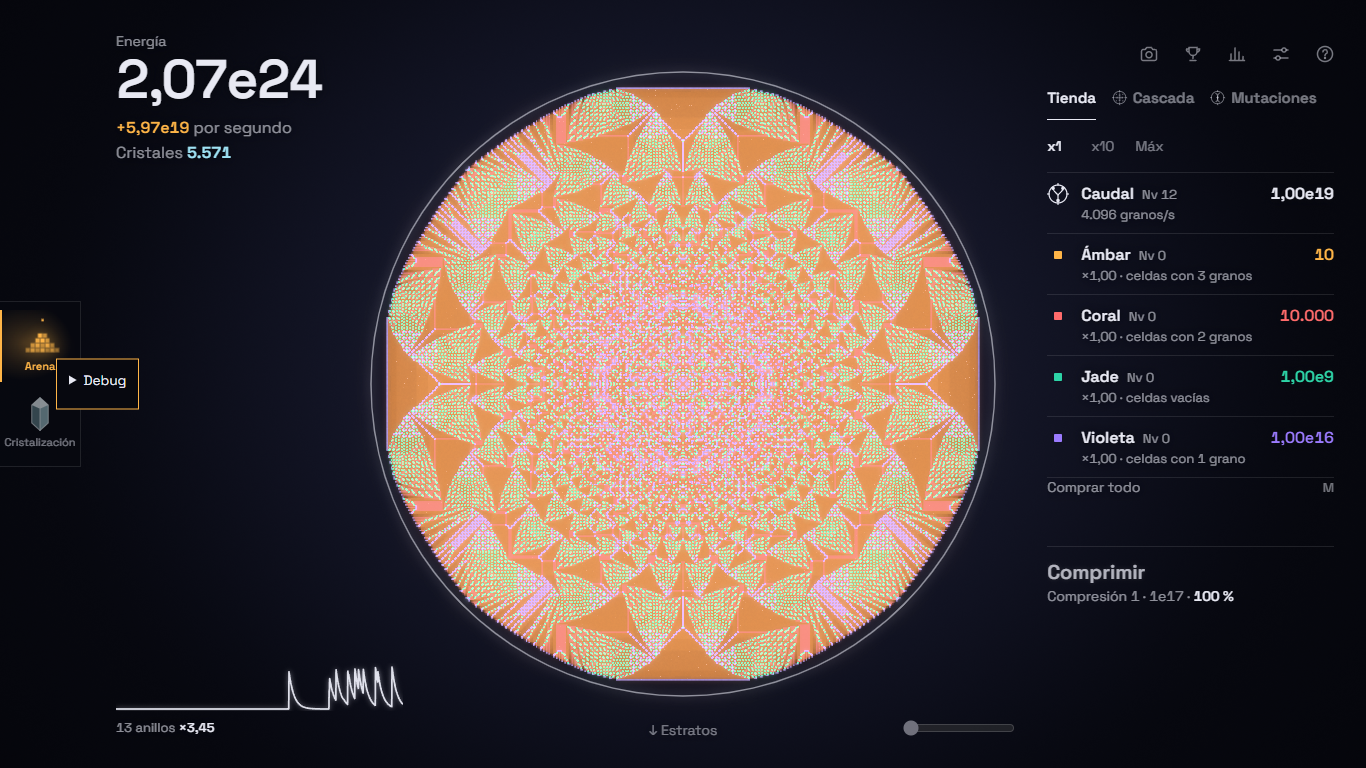 Energía
2,07e24
+5,97e19 por segundo
Cristales 5.571
Arena
Debug
Cristalización
13 anillos ×3,45
↓ Estratos
Tienda Cascada Mutaciones
x1 x10 Máx
Caudal Nv 12 1,00e19
4.096 granos/s
Ámbar Nv 0 10
×1,00 · celdas con 3 granos
Coral Nv 0 10.000
×1,00 · celdas con 2 granos
Jade Nv 0 1,00e9
×1,00 · celdas vacías
Violeta Nv 0 1,00e16
×1,00 · celdas con 1 grano
Comprar todo M
Comprimir
Compresión 1 · 1e17 · 100 %